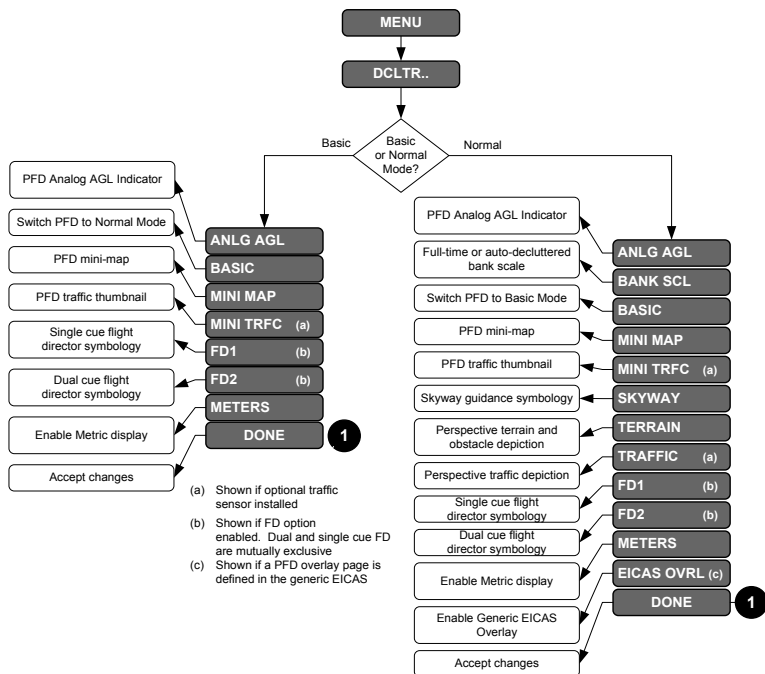 MENU
DCLTR..
Basic
or Normal
Mode?
Basic
Normal
PFD Analog AGL Indicator
Switch PFD to Normal Mode
PFD mini-map
PFD traffic thumbnail
Single cue flight
director symbology
Dual cue flight
director symbology
Enable Metric display
Accept changes
ANLG AGL
BASIC
MINI MAP
MINI TRFC (a)
FD1 (b)
FD2 (b)
METERS
DONE
1
(a) Shown if optional traffic
sensor installed
(b) Shown if FD option
enabled. Dual and single cue FD
are mutually exclusive
(c) Shown if a PFD overlay page is
defined in the generic EICAS
PFD Analog AGL Indicator
Full-time or auto-decluttered
bank scale
Switch PFD to Basic Mode
PFD mini-map
PFD traffic thumbnail
Skyway guidance symbology
Perspective terrain and
obstacle depiction
Perspective traffic depiction
Single cue flight
director symbology
Dual cue flight
director symbology
Enable Metric display
Enable Generic EICAS
Overlay
Accept changes
ANLG AGL
BANK SCL
BASIC
MINI MAP
MINI TRFC (a)
SKYWAY
TERRAIN
TRAFFIC (a)
FD1 (b)
FD2 (b)
METERS
EICAS OVRL (c)
DONE
1